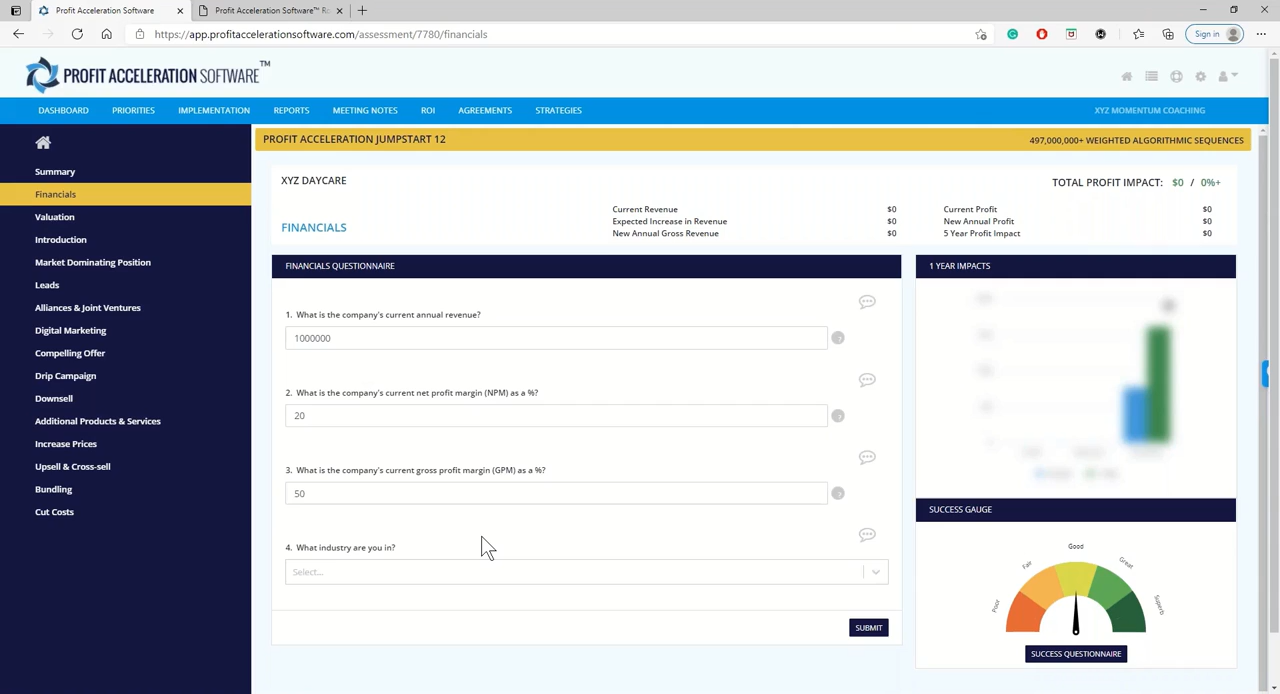 Profit Acceleration Software
Profit Acceleration Software™ Ro
https://app.profitaccelerationsoftware.com/assessment/7780/financials
Sign in
PROFIT ACCELERATION SOFTWARE™
DASHBOARD
PRIORITIES
IMPLEMENTATION
REPORTS
MEETING NOTES
ROI
AGREEMENTS
STRATEGIES
XYZ MOMENTUM COACHING
Summary
Financials
Valuation
Introduction
Market Dominating Position
Leads
Alliances & Joint Ventures
Digital Marketing
Compelling Offer
Drip Campaign
Downsell
Additional Products & Services
Increase Prices
Upsell & Cross-sell
Bundling
Cut Costs
PROFIT ACCELERATION JUMPSTART 12
497,000,000+ WEIGHTED ALGORITHMIC SEQUENCES
XYZ DAYCARE
TOTAL PROFIT IMPACT: $0 / 0%+
FINANCIALS
Current Revenue $0
Expected Increase in Revenue $0
New Annual Gross Revenue $0
Current Profit $0
New Annual Profit $0
5 Year Profit Impact $0
FINANCIALS QUESTIONNAIRE
1. What is the company's current annual revenue?
1000000
2. What is the company's current net profit margin (NPM) as a %?
20
3. What is the company's current gross profit margin (GPM) as a %?
50
4. What industry are you in?
Select...
SUBMIT
1 YEAR IMPACTS
SUCCESS GAUGE
Poor
Fair
Good
Great
Superb
SUCCESS QUESTIONNAIRE